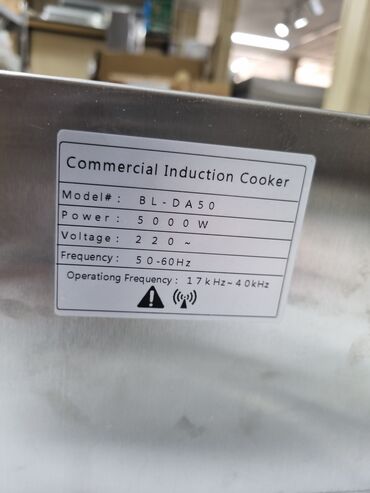 Commercial Induction Cooker
Model#: BL-DA50
Power: 5000W
Voltage: 220~
Frequency: 50-60Hz
Operationg Frequency: 17kHz~40kHz